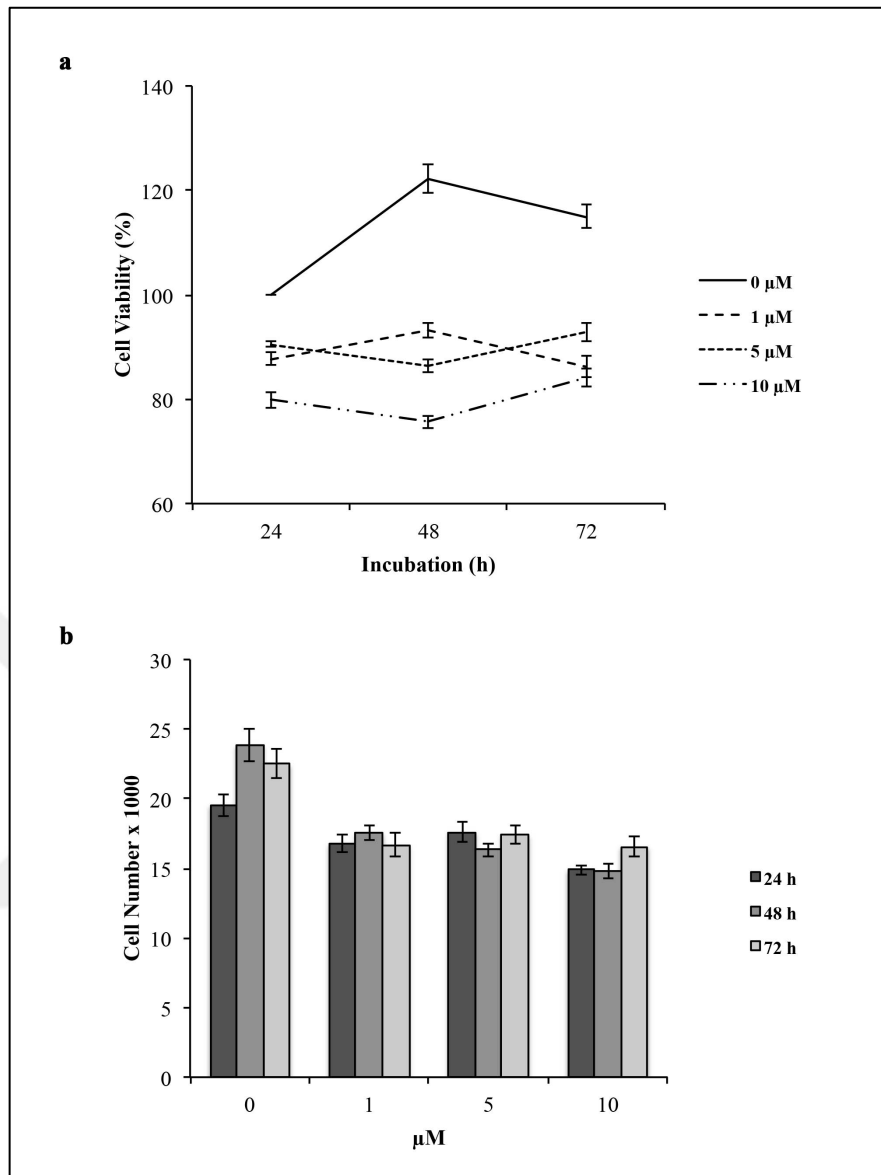 a
140
120
100
80
60
Cell Viability (%)
24 48 72
Incubation (h)
0 µM
1 µM
5 µM
10 µM
b
30
25
20
15
10
5
0
Cell Number x 1000
0 1 5 10
µM
24 h
48 h
72 h